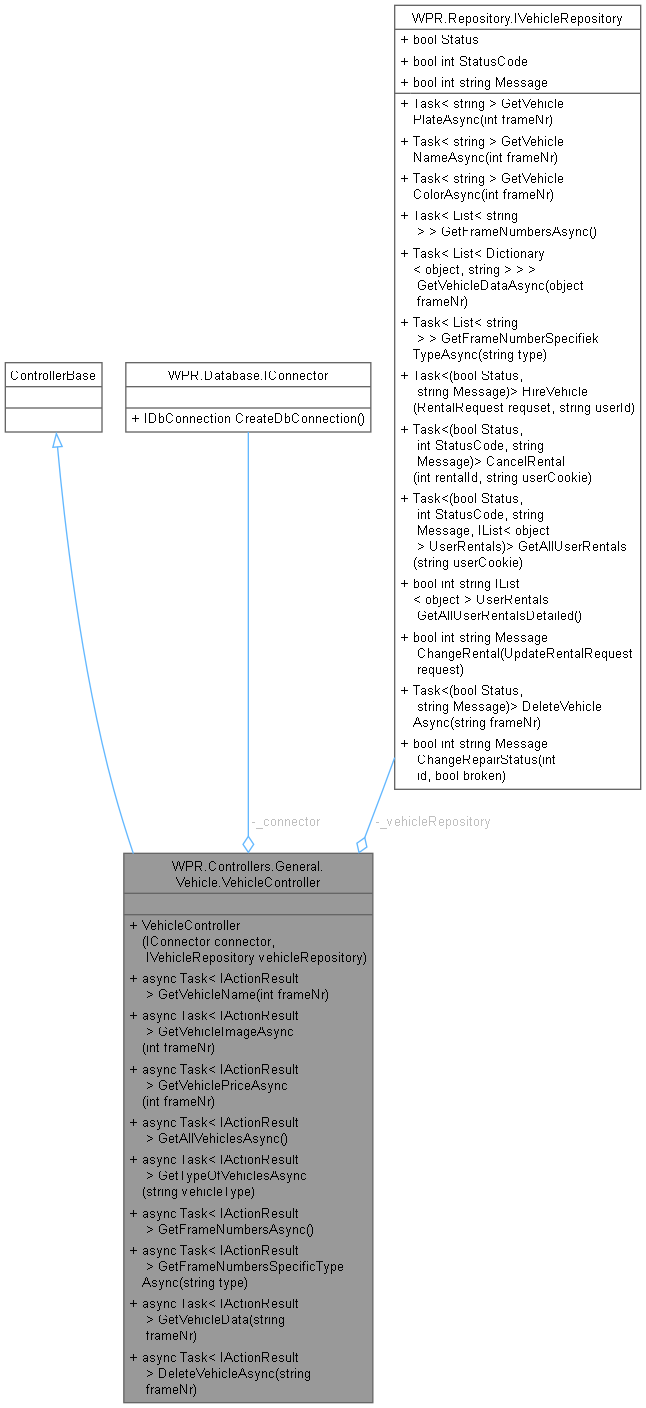 WPR.Repository.IVehicleRepository
+ bool Status
+ bool int StatusCode
+ bool int string Message
+ Task< string > GetVehicle
PlateAsync(int frameNr)
+ Task< string > GetVehicle
NameAsync(int frameNr)
+ Task< string > GetVehicle
ColorAsync(int frameNr)
+ Task< List< string
> > GetFrameNumbersAsync()
+ Task< List< Dictionary
< object, string > > >
GetVehicleDataAsync(object
frameNr)
+ Task< List< string
> > GetFrameNumberSpecifiek
TypeAsync(string type)
+ Task<(bool Status,
string Message)> HireVehicle
(RentalRequest requset, string userId)
+ Task<(bool Status,
int StatusCode, string
Message)> CancelRental
(int rentalId, string userCookie)
+ Task<(bool Status,
int StatusCode, string
Message, IList< object
> UserRentals)> GetAllUserRentals
(string userCookie)
+ bool int string IList
< object > UserRentals
GetAllUserRentalsDetailed()
+ bool int string Message
ChangeRental(UpdateRentalRequest
request)
+ Task<(bool Status,
string Message)> DeleteVehicle
Async(string frameNr)
+ bool int string Message
ChangeRepairStatus(int
id, bool broken)
ControllerBase
WPR.Database.IConnector
+ IDbConnection CreateDbConnection()
-_connector
-_vehicleRepository
WPR.Controllers.General.
Vehicle.VehicleController
+ VehicleController
(IConnector connector,
IVehicleRepository vehicleRepository)
+ async Task< IActionResult
> GetVehicleName(int frameNr)
+ async Task< IActionResult
> GetVehicleImageAsync
(int frameNr)
+ async Task< IActionResult
> GetVehiclePriceAsync
(int frameNr)
+ async Task< IActionResult
> GetAllVehiclesAsync()
+ async Task< IActionResult
> GetTypeOfVehiclesAsync
(string vehicleType)
+ async Task< IActionResult
> GetFrameNumbersAsync()
+ async Task< IActionResult
> GetFrameNumbersSpecificType
Async(string type)
+ async Task< IActionResult
> GetVehicleData(string
frameNr)
+ async Task< IActionResult
> DeleteVehicleAsync(string
frameNr)